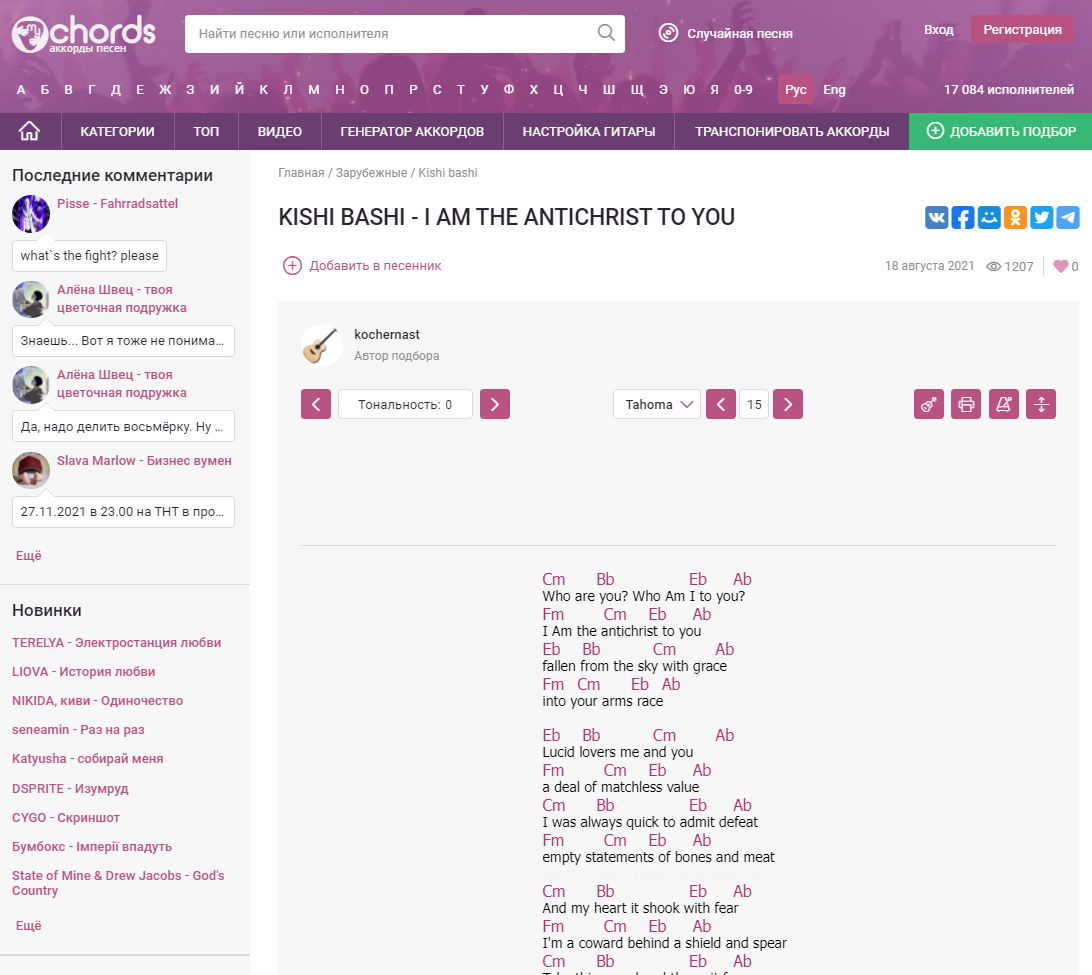 my chords
аккорды песен
Найти песню или исполнителя
Случайная песня
Вход
Регистрация
А Б В Г Д Е Ж З И Й К Л М Н О П Р С Т У Ф Х Ц Ч Ш Щ Э Ю Я 0-9
Рус Eng
17 084 исполнителей
КАТЕГОРИИ ТОП ВИДЕО ГЕНЕРАТОР АККОРДОВ НАСТРОЙКА ГИТАРЫ ТРАНСПОНИРОВАТЬ АККОРДЫ ДОБАВИТЬ ПОДБОР
Последние комментарии
Pisse - Fahrradsattel
what`s the fight? please
Алёна Швец - твоя
цветочная подружка
Знаешь... Вот я тоже не понима...
Алёна Швец - твоя
цветочная подружка
Да, надо делить восьмёрку. Ну ...
Slava Marlow - Бизнес вумен
27.11.2021 в 23.00 на ТНТ в про...
Ещё
Новинки
TERELYA - Электростанция любви
LIOVA - История любви
NIKIDA, киви - Одиночество
seneamin - Раз на раз
Katyusha - собирай меня
DSPRITE - Изумруд
CYGO - Скриншот
Бумбокс - Імперії впадуть
State of Mine & Drew Jacobs - God's
Country
Ещё
Главная / Зарубежные / Kishi bashi
KISHI BASHI - I AM THE ANTICHRIST TO YOU
Добавить в песенник
18 августа 2021 1207 0
kochernast
Автор подбора
Тональность: 0
Tahoma 15
Cm Bb Eb Ab
Who are you? Who Am I to you?
Fm Cm Eb Ab
I Am the antichrist to you
Eb Bb Cm Ab
fallen from the sky with grace
Fm Cm Eb Ab
into your arms race
Eb Bb Cm Ab
Lucid lovers me and you
Fm Cm Eb Ab
a deal of matchless value
Cm Bb Eb Ab
I was always quick to admit defeat
Fm Cm Eb Ab
empty statements of bones and meat
Cm Bb Eb Ab
And my heart it shook with fear
Fm Cm Eb Ab
I'm a coward behind a shield and spear
Cm Bb Eb Ab